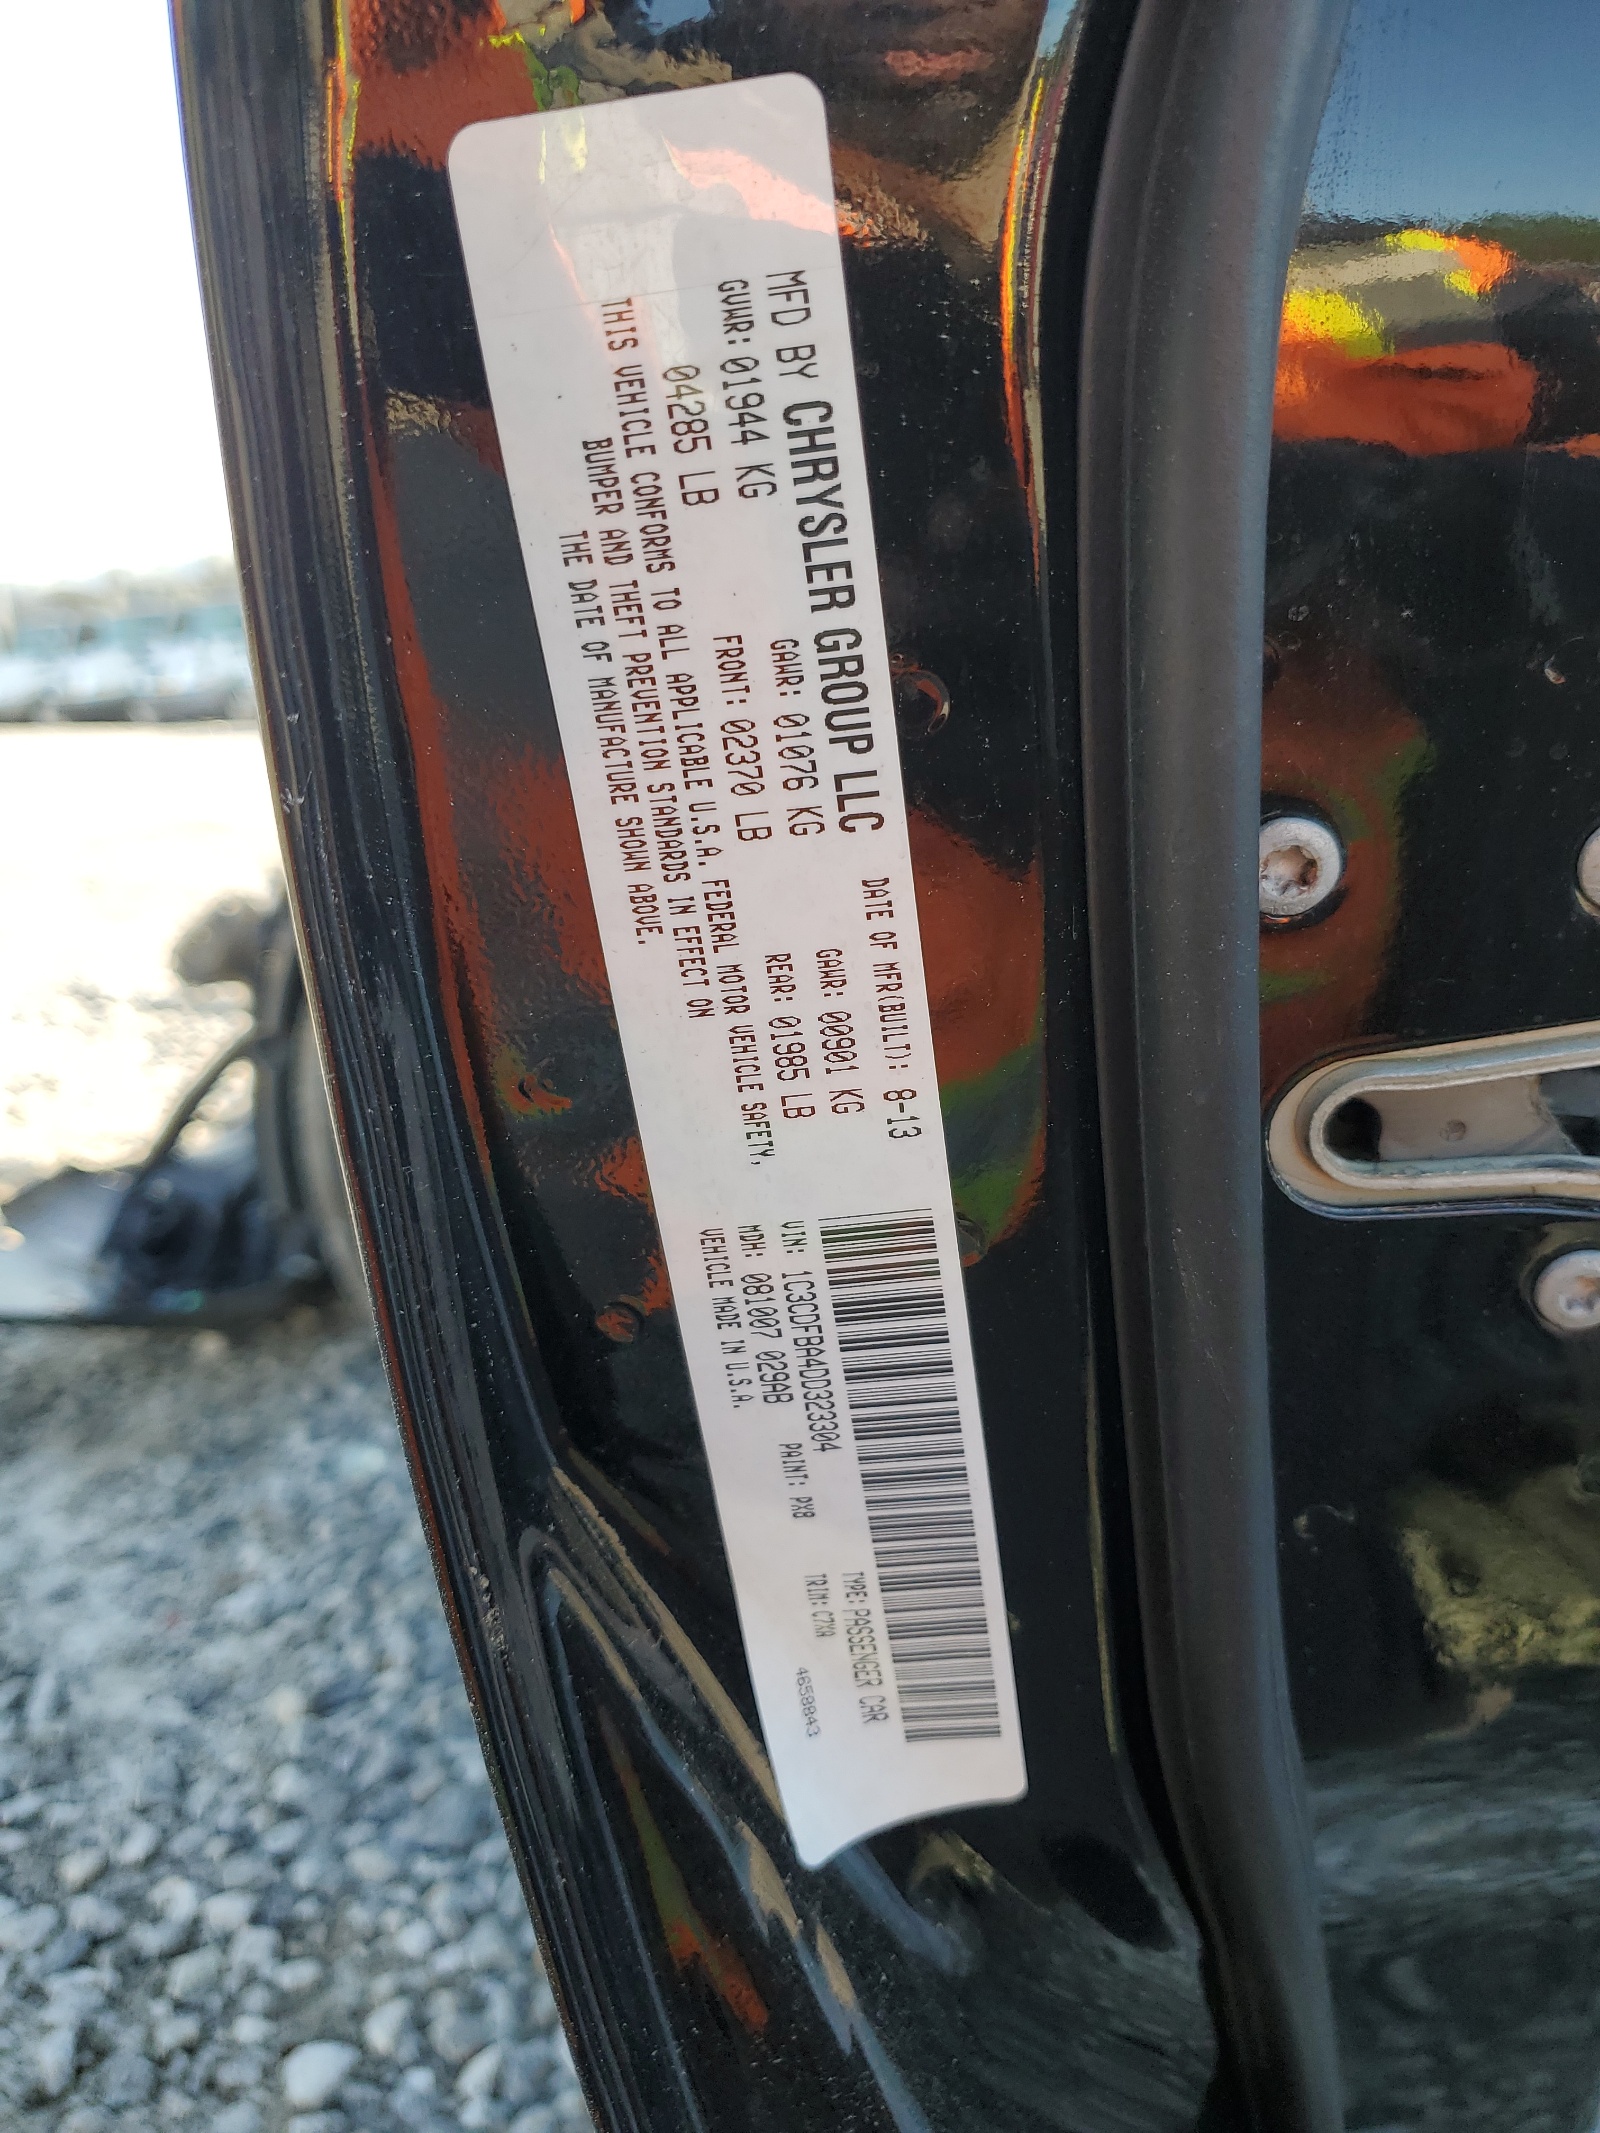 MFD BY CHRYSLER GROUP LLC DATE OF MFR(BUILT): 8-13
GVWR: 01944 KG GAWR: 01076 KG GAWR: 00901 KG
04285 LB FRONT: 02370 LB REAR: 01985 LB
THIS VEHICLE CONFORMS TO ALL APPLICABLE U.S.A. FEDERAL MOTOR VEHICLE SAFETY,
BUMPER AND THEFT PREVENTION STANDARDS IN EFFECT ON
THE DATE OF MANUFACTURE SHOWN ABOVE.
TYPE: PASSENGER CAR
VIN: 1C3CDFBA4DD323304
MDH: 081007 029AB PAINT: PX8 TRIM: C7XA
VEHICLE MADE IN U.S.A. 4658843